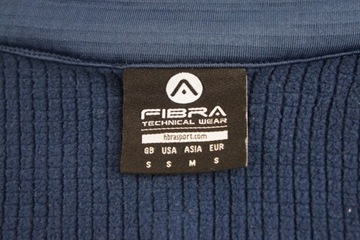 FIBRA
TECHNICAL WEAR
fibrasport.com
GB USA ASIA EUR
S S M S